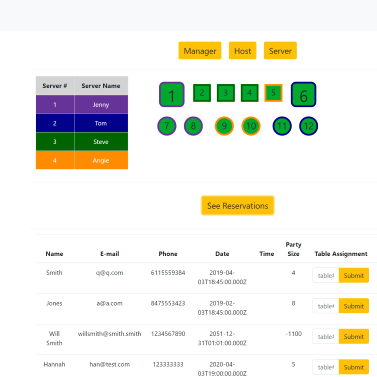 Manager Host Server
Server # Server Name
1 Jenny
2 Tom
3 Steve
4 Angie
1 2 3 4 5 6
7 8 9 10 11 12
See Reservations
Name E-mail Phone Date Time Party Size Table Assignment
Smith q@q.com 6115559384 2019-04-03T18:45:00.000Z 4 table# Submit
Jones a@a.com 8475553423 2019-02-03T18:45:00.000Z 8 table# Submit
Will Smith willsmith@smith.smith 1234567890 2051-12-31T01:01:00.000Z -1100 table# Submit
Hannah han@test.com 123333333 2020-04-03T19:00:00.000Z 5 table# Submit